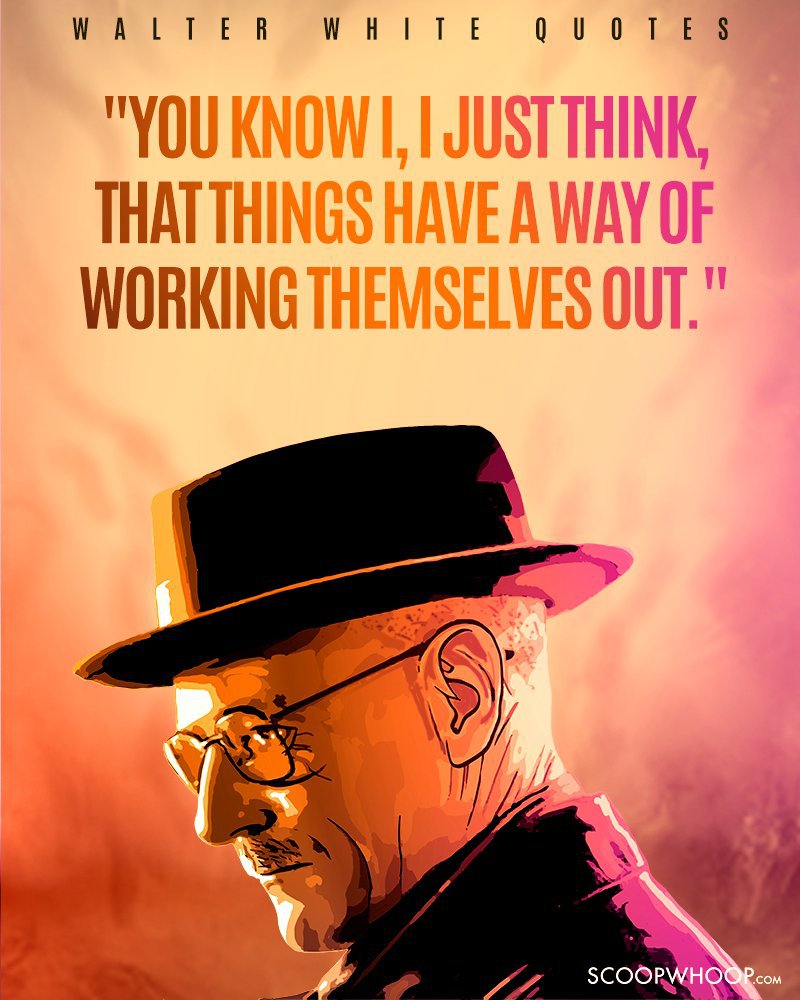 WALTER WHITE QUOTES
"YOU KNOW I, I JUST THINK,
THAT THINGS HAVE A WAY OF
WORKING THEMSELVES OUT."
SCOOPWHOOP.COM